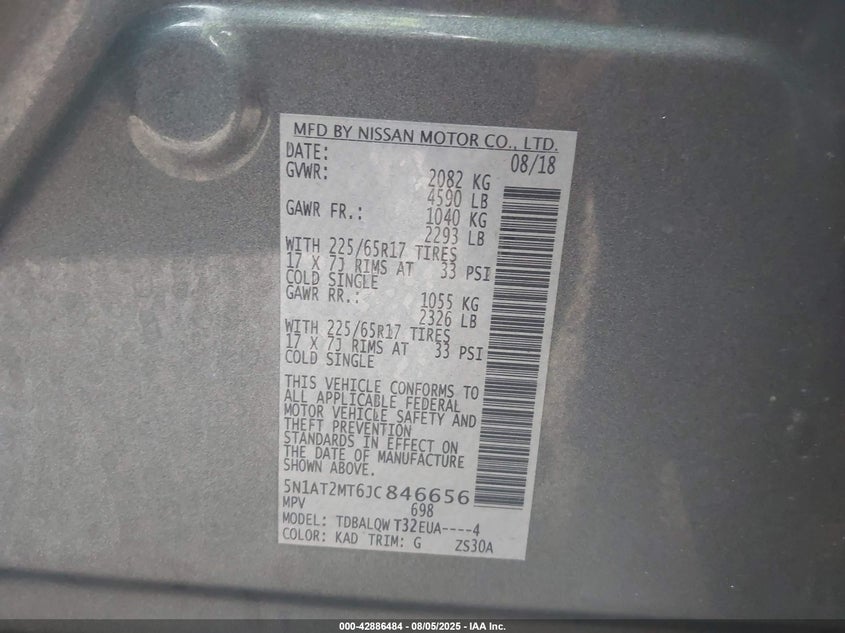 MFD BY NISSAN MOTOR CO., LTD.
DATE: 08/18
GVWR: 2082 KG
4590 LB
GAWR FR.: 1040 KG
2293 LB
WITH 225/65R17 TIRES
17 X 7J RIMS AT 33 PSI
COLD SINGLE
GAWR RR.: 1055 KG
2326 LB
WITH 225/65R17 TIRES
17 X 7J RIMS AT 33 PSI
COLD SINGLE
THIS VEHICLE CONFORMS TO
ALL APPLICABLE FEDERAL
MOTOR VEHICLE SAFETY AND
THEFT PREVENTION
STANDARDS IN EFFECT ON
THE DATE OF MANUFACTURE
SHOWN ABOVE.
5N1AT2MT6JC846656
MPV 698
MODEL: TDBALQW T32EUA----4
COLOR: KAD TRIM: G ZS30A
000-42886484 - 08/05/2025 - IAA Inc.